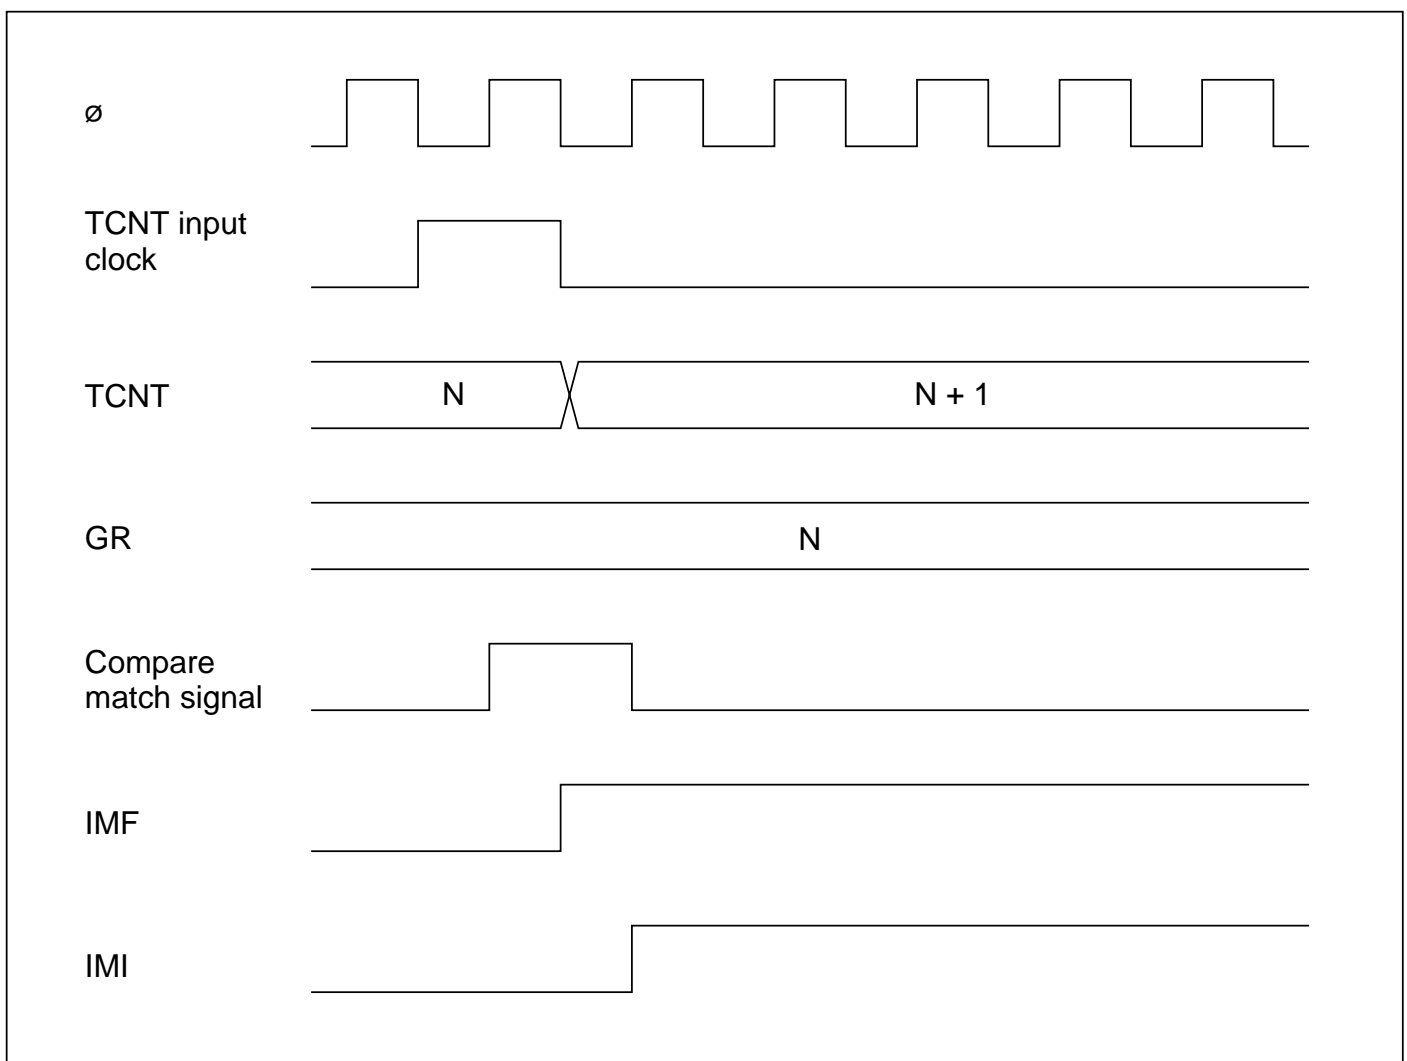 ø
TCNT input
clock
TCNT
N
N + 1
GR
N
Compare
match signal
IMF
IMI